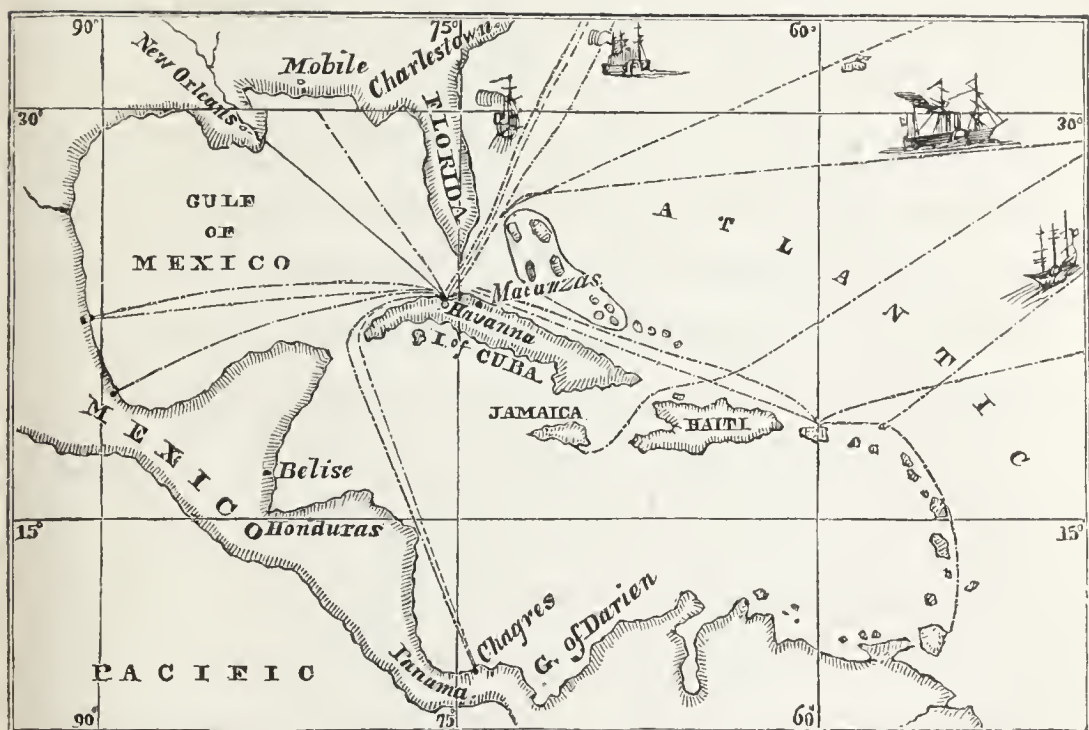 90°
75°
60°
New Orleans
Mobile
Charlestown.
30°
30°
FLORIDA
GULF
OF
MEXICO
ATLANTIC
Matanzas.
Havanna
I. of CUBA
JAMAICA
HAITI
MEXICO
Belise
Honduras
15°
15°
Chagres
G. of Darien
Panama
PACIFIC
90°
75°
60°